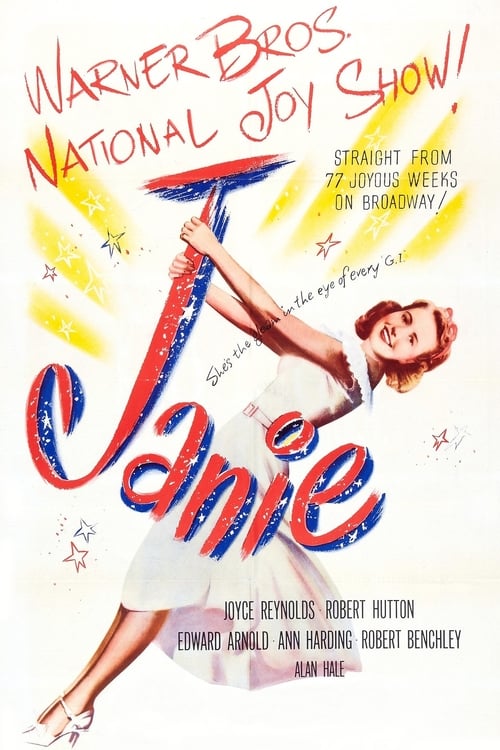 WARNER BROS.
NATIONAL JOY SHOW!
STRAIGHT FROM
77 JOYOUS WEEKS
ON BROADWAY!
She's the gleam in the eye of every G.I.
Janie
JOYCE REYNOLDS · ROBERT HUTTON
EDWARD ARNOLD · ANN HARDING · ROBERT BENCHLEY
ALAN HALE